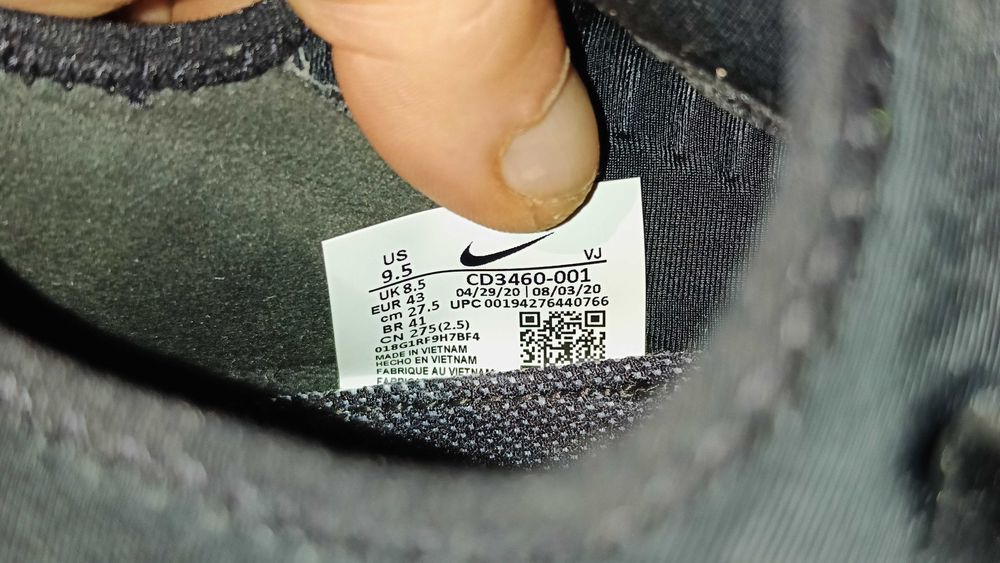 US
9.5
VJ
UK 8.5
CD3460-001
EUR 43
04/29/20 | 08/03/20
cm 27.5
UPC 00194276440766
BR 41
CN 275(2.5)
018G1RF9H7BF4
MADE IN VIETNAM
HECHO EN VIETNAM
FABRIQUE AU VIETNAM